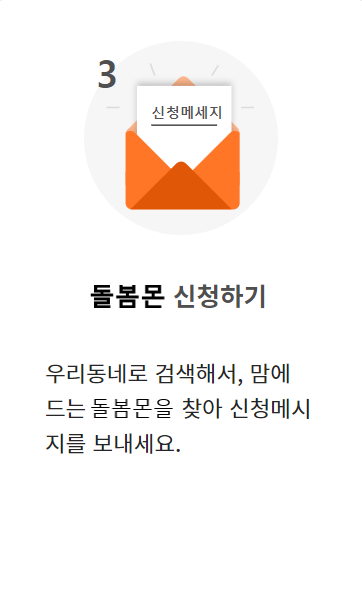 3
신청메세지
돌봄몬 신청하기
우리동네로 검색해서, 맘에
드는 돌봄몬을 찾아 신청메시
지를 보내세요.